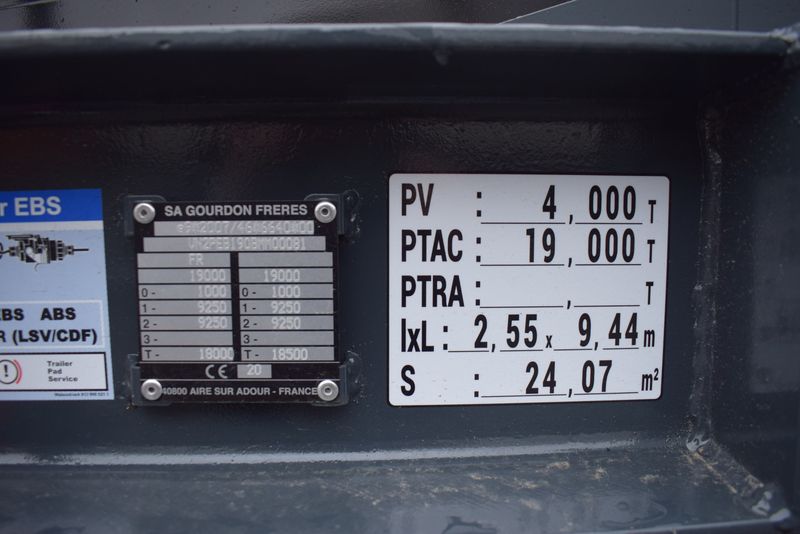 r EBS
EBS ABS
R (LSV/CDF)
Trailer
Pad
Service
SA GOURDON FRERES
FR
19000 19000
0- 1000 0- 1000
1- 9250 1- 9250
2- 9250 2- 9250
3- 3-
T- 18000 T- 18500
CE 20
40800 AIRE SUR ADOUR - FRANCE
PV : 4,000 T
PTAC : 19,000 T
PTRA : , T
lxL : 2,55 x 9,44 m
S : 24,07 m²